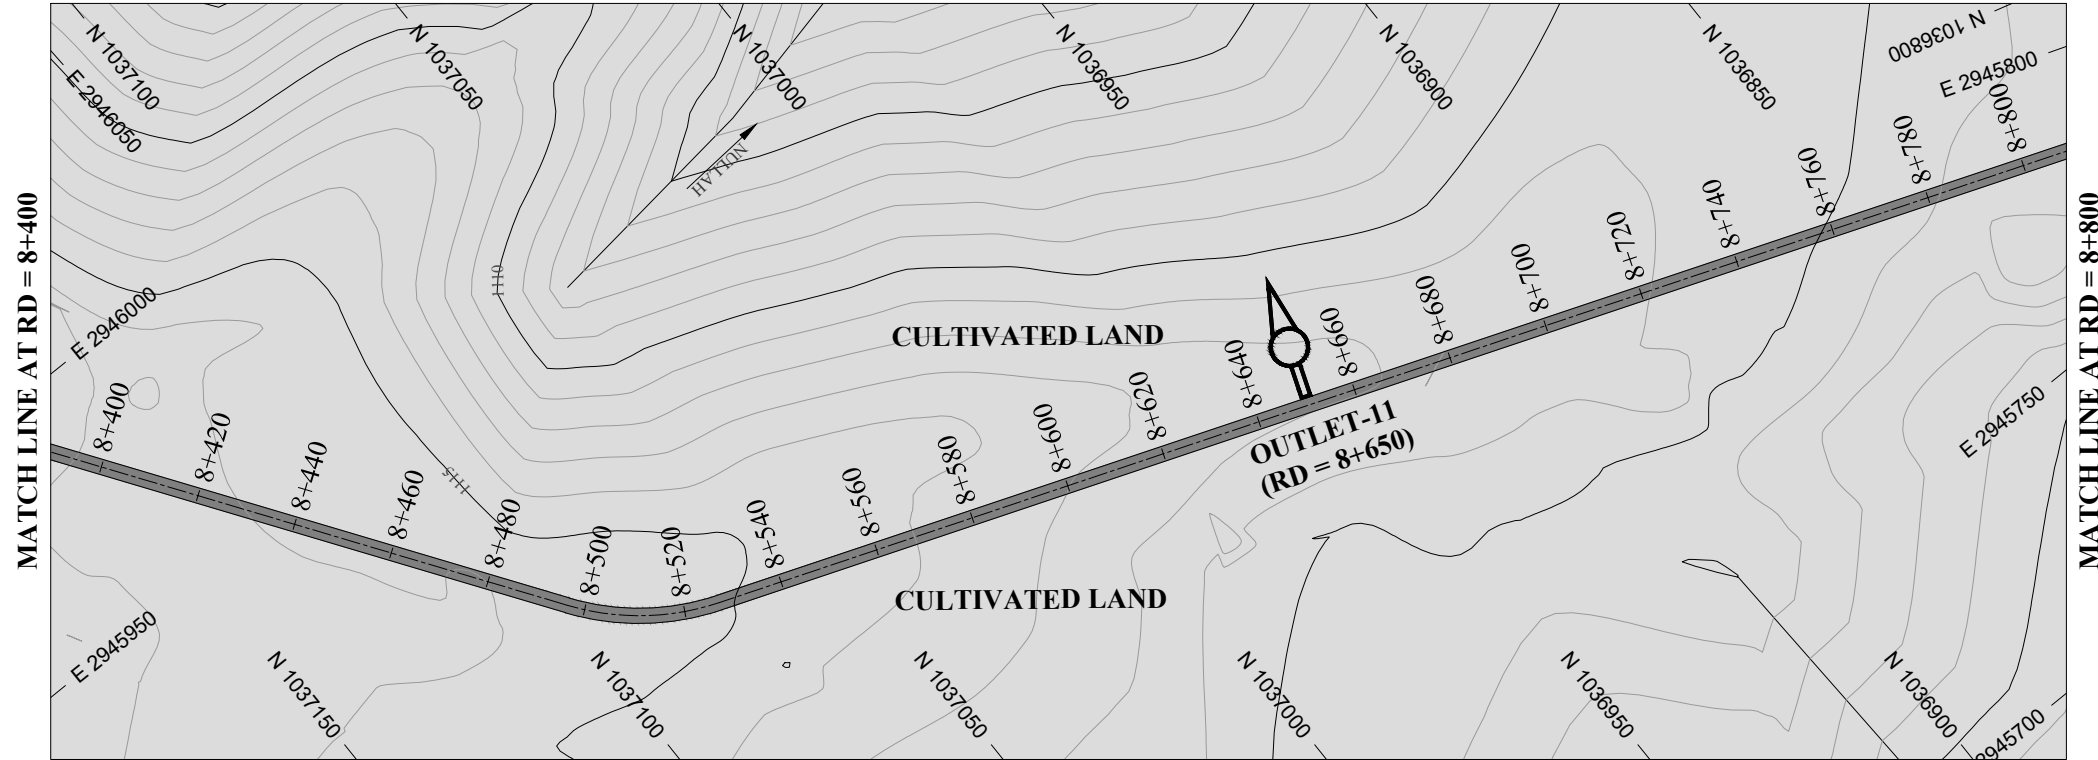 MATCH LINE AT RD = 8+400
N 1037100
N 1037050
N 1037000
N 1036950
N 1036900
N 1036850
N 1036800
E 2946050
E 2945800
NULLAH
1110
E 2946000
CULTIVATED LAND
8+400
8+420
8+440
8+460
8+480
8+500
8+520
8+540
8+560
8+580
8+600
8+620
8+640
8+660
8+680
8+700
8+720
8+740
8+760
8+780
8+800
1115
OUTLET-11
(RD = 8+650)
E 2945750
CULTIVATED LAND
E 2945950
N 1037150
N 1037100
N 1037050
N 1037000
N 1036950
N 1036900
2945700
MATCH LINE AT RD = 8+800